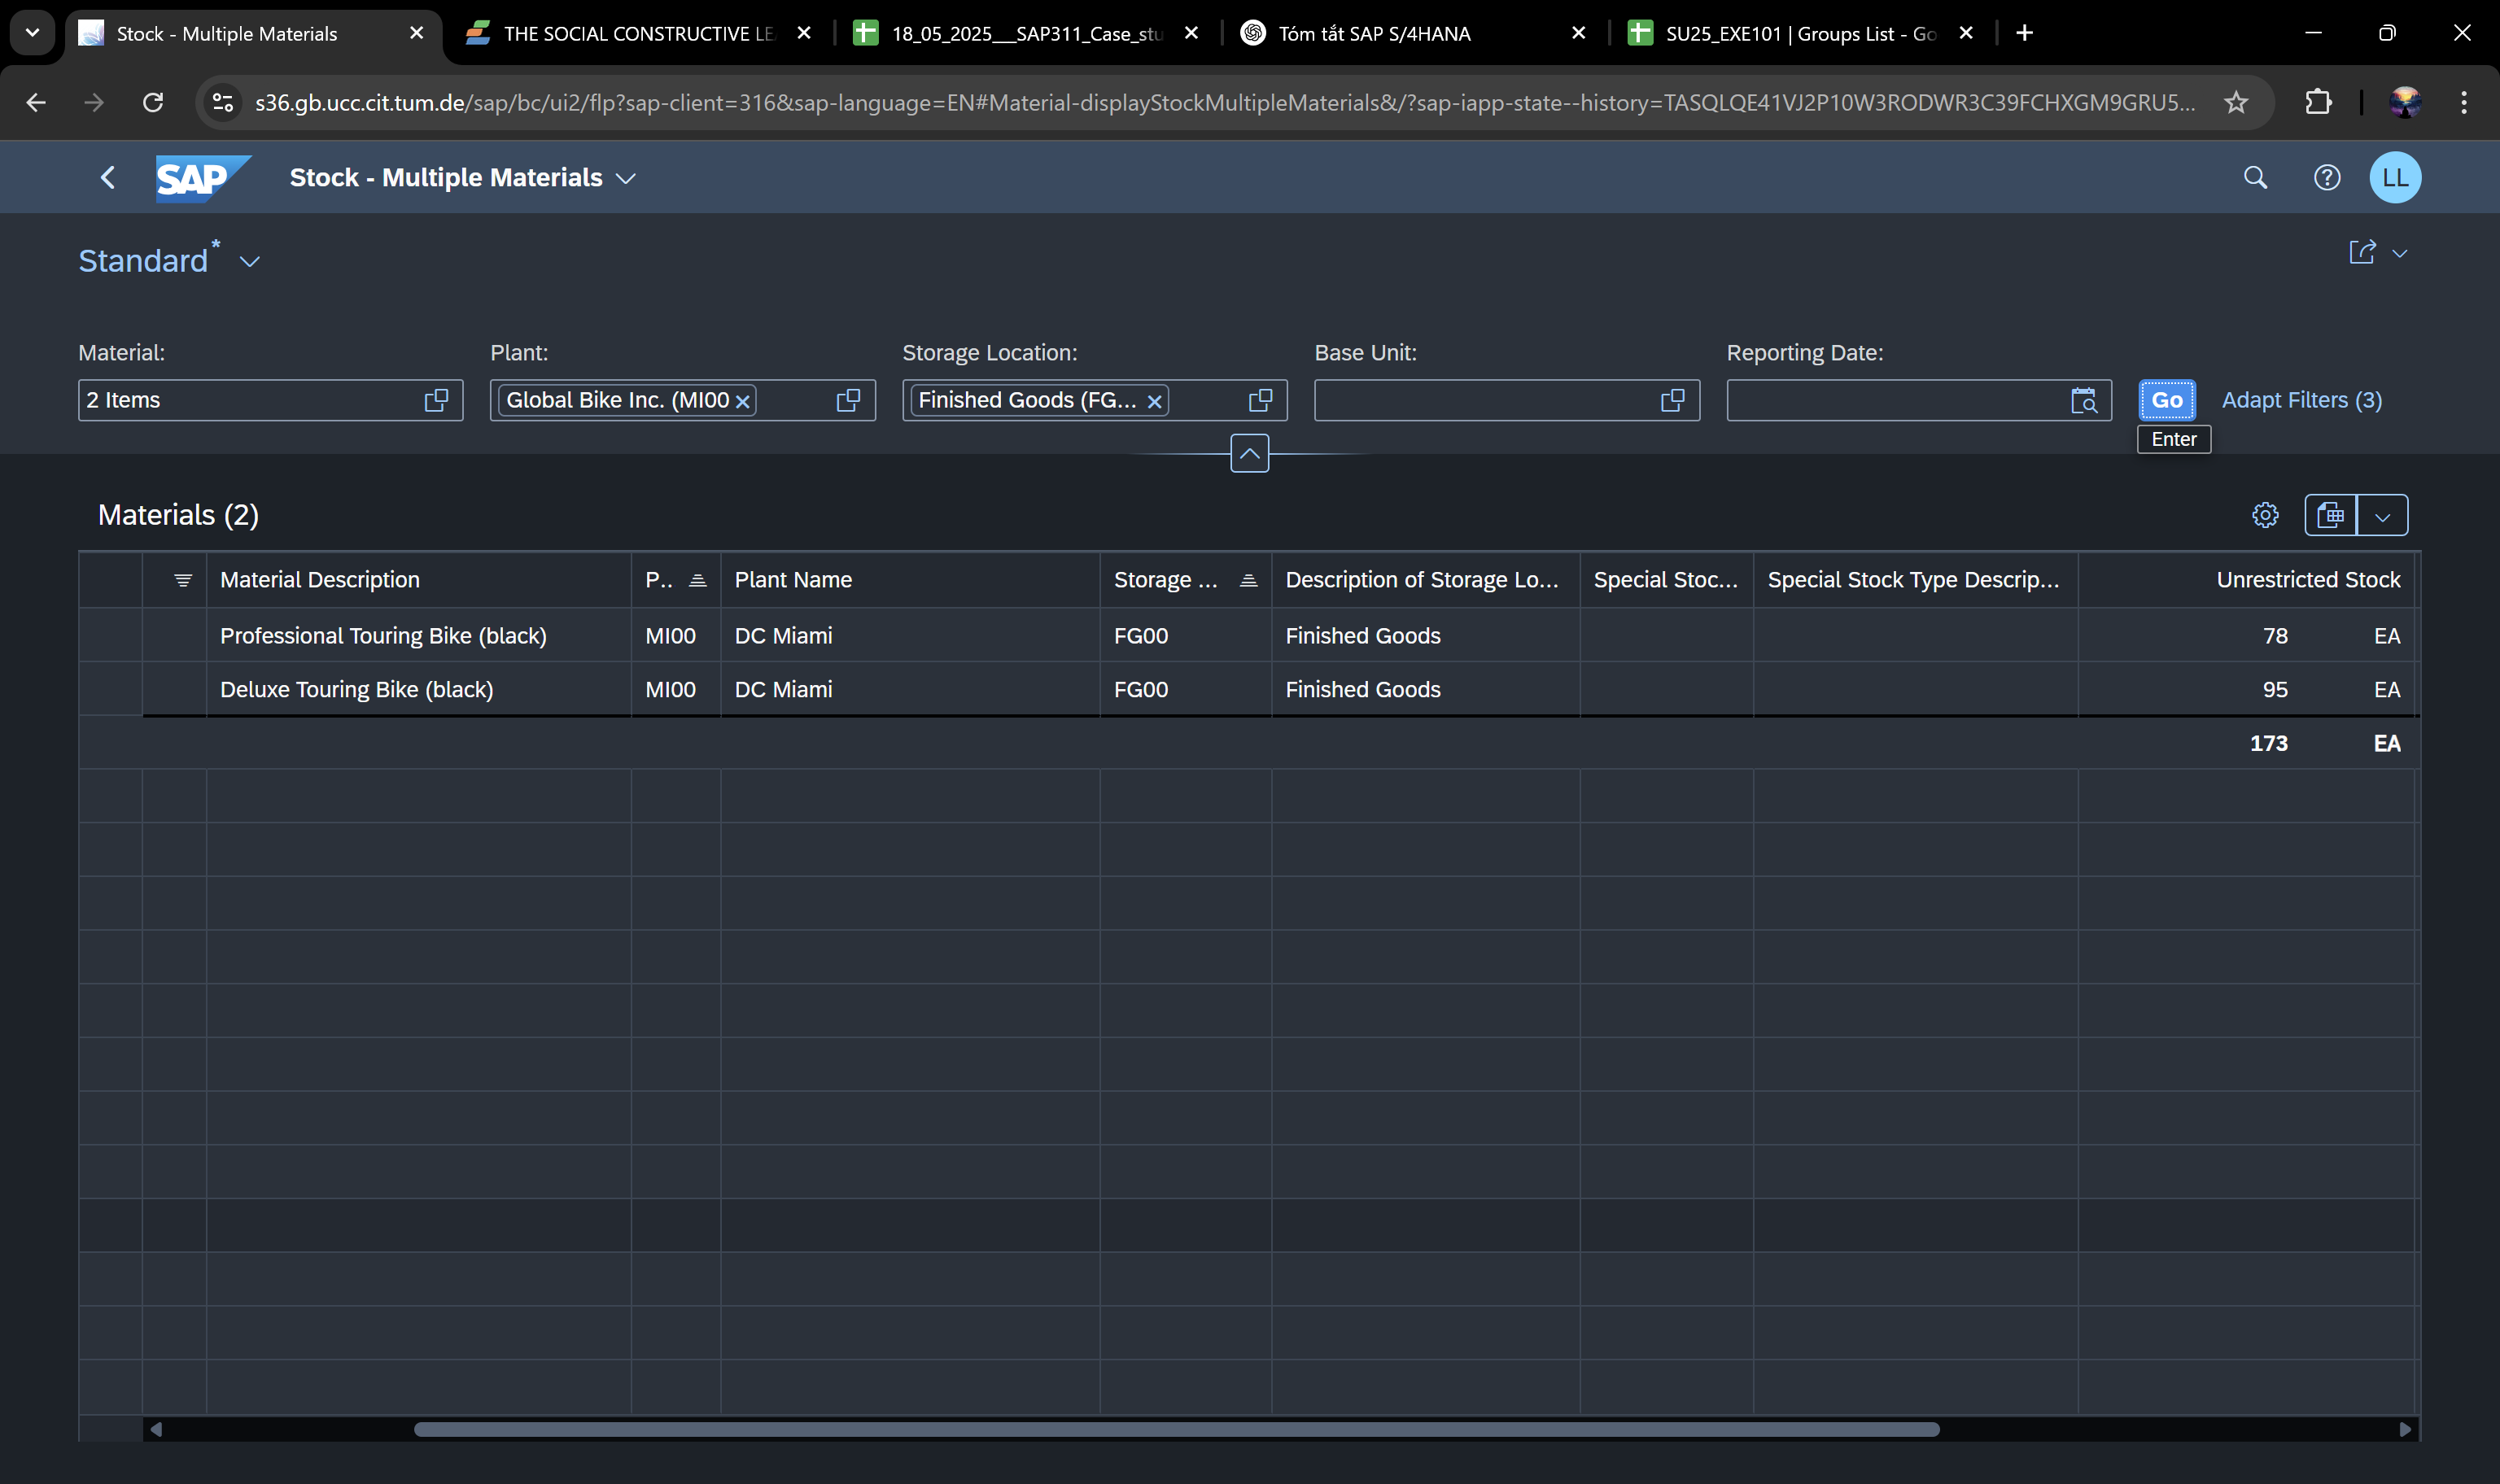 Stock - Multiple Materials
THE SOCIAL CONSTRUCTIVE LE
18_05_2025___SAP311_Case_stu
Tóm tắt SAP S/4HANA
SU25_EXE101 | Groups List - Go
s36.gb.ucc.cit.tum.de/sap/bc/ui2/flp?sap-client=316&sap-language=EN#Material-displayStockMultipleMaterials&/?sap-iapp-state--history=TASQLQE41VJ2P10W3RODWR3C39FCHXGM9GRU5...
SAP Stock - Multiple Materials LL
Standard*
Material: Plant: Storage Location: Base Unit: Reporting Date:
2 Items Global Bike Inc. (MI00 Finished Goods (FG... Go Adapt Filters (3)
Enter
Materials (2)
Material Description P.. Plant Name Storage ... Description of Storage Lo... Special Stoc... Special Stock Type Descrip... Unrestricted Stock
Professional Touring Bike (black) MI00 DC Miami FG00 Finished Goods 78 EA
Deluxe Touring Bike (black) MI00 DC Miami FG00 Finished Goods 95 EA
173 EA